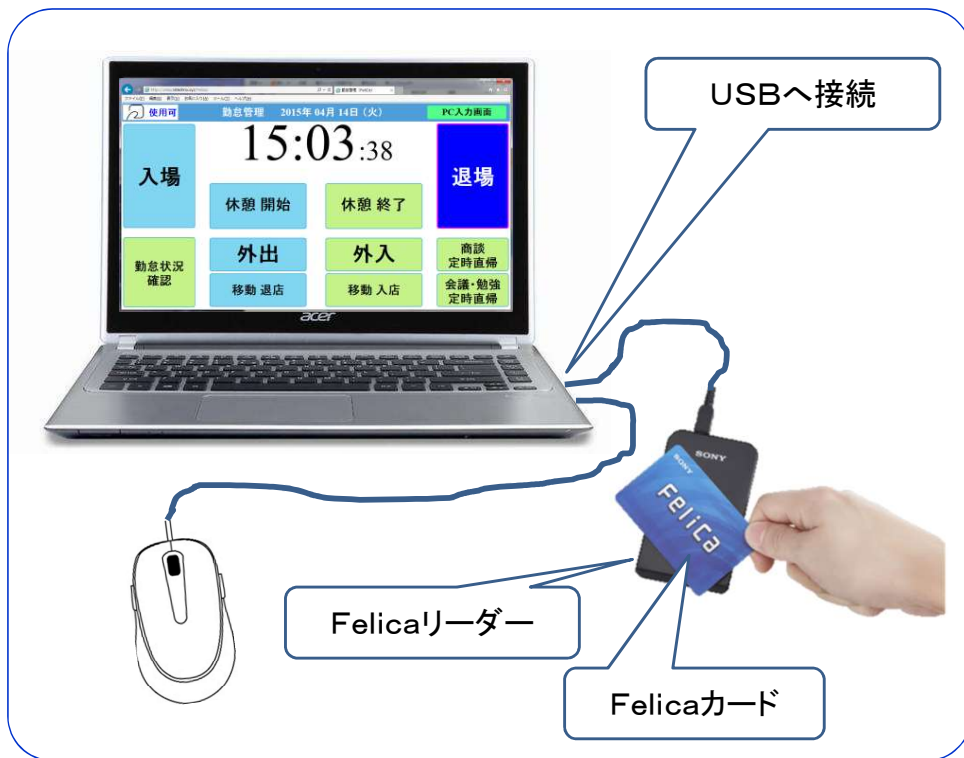 使用可
勤怠管理 2015年 04月 14日（火）
PC入力画面
入場
15:03:38
退場
休憩 開始
休憩 終了
勤怠状況
確認
外出
外入
商談
定時直帰
移動 退店
移動 入店
会議・勉強
定時直帰
acer
USBへ接続
SONY
SONY
FeliCa
Felicaリーダー
Felicaカード